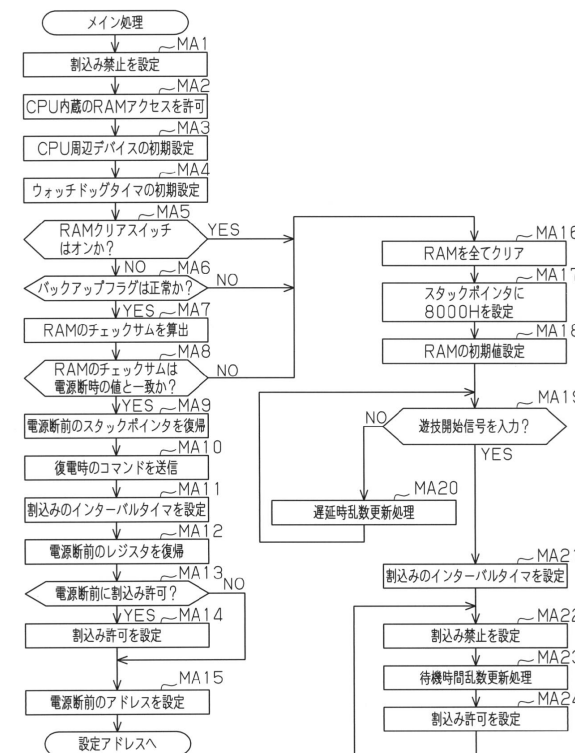 メイン処理
MA1
割込み禁止を設定
MA2
CPU内蔵のRAMアクセスを許可
MA3
CPU周辺デバイスの初期設定
MA4
ウォッチドッグタイマの初期設定
MA5
RAMクリアスイッチ
はオンか？
YES
NO
MA6
バックアップフラグは正常か？
NO
YES
MA7
RAMのチェックサムを算出
MA8
RAMのチェックサムは
電源断時の値と一致か？
NO
YES
MA9
電源断前のスタックポインタを復帰
MA10
復電時のコマンドを送信
MA11
割込みのインターバルタイマを設定
MA12
電源断前のレジスタを復帰
MA13
電源断前に割込み許可？
NO
YES
MA14
割込み許可を設定
MA15
電源断前のアドレスを設定
設定アドレスへ
MA16
RAMを全てクリア
MA17
スタックポインタに
8000Hを設定
MA18
RAMの初期値設定
MA19
遊技開始信号を入力？
NO
YES
MA20
遅延時乱数更新処理
MA21
割込みのインターバルタイマを設定
MA22
割込み禁止を設定
MA23
待機時間乱数更新処理
MA24
割込み許可を設定